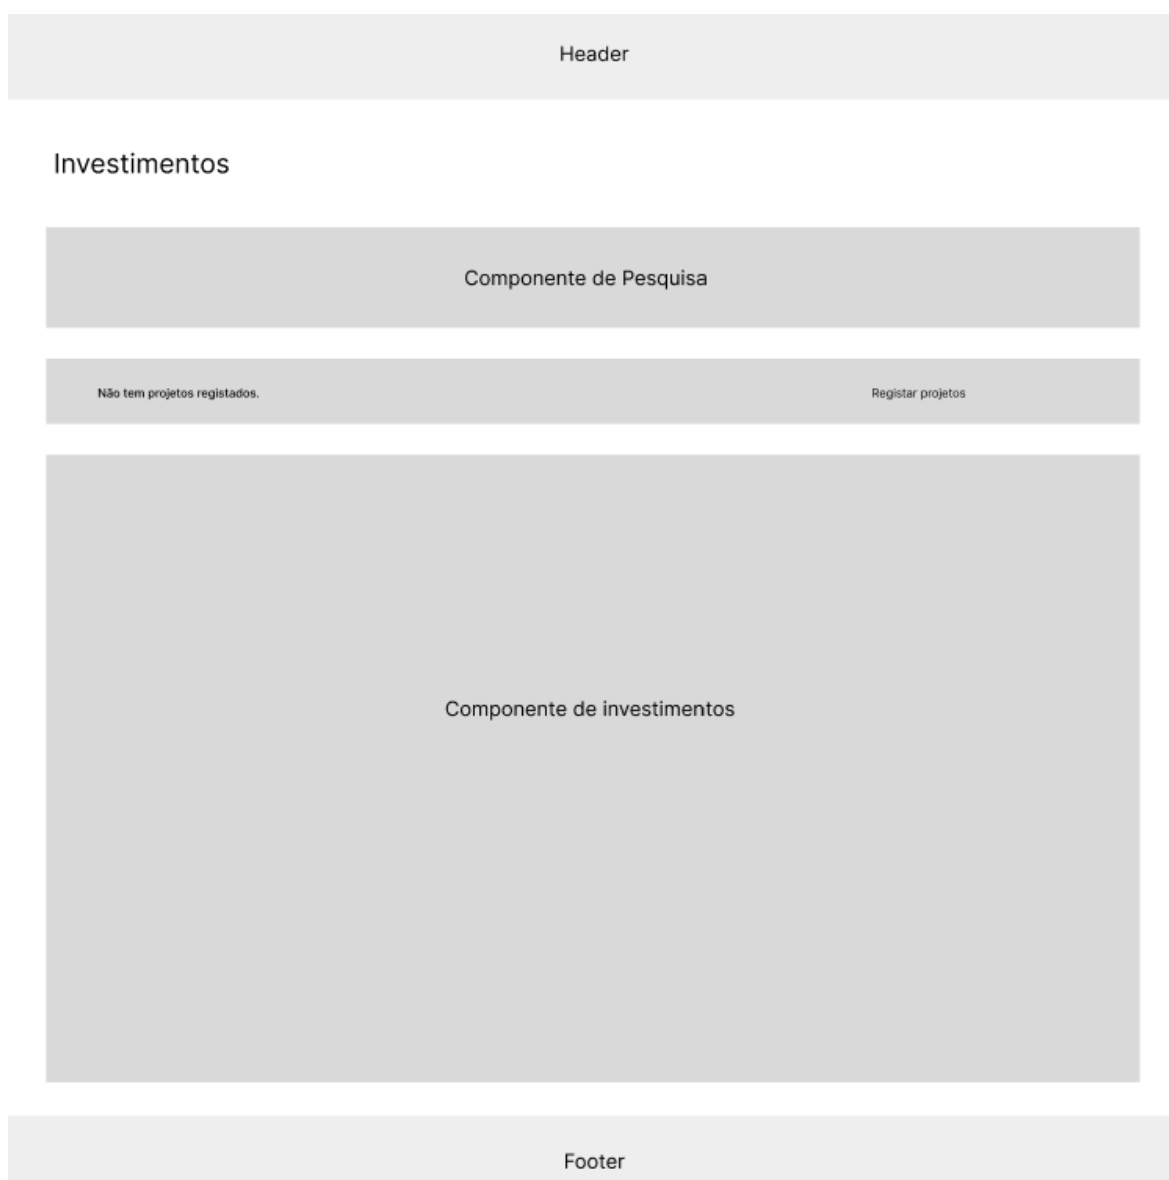 Header
Investimentos
Componente de Pesquisa
Não tem projetos registados. Registar projetos
Componente de investimentos
Footer